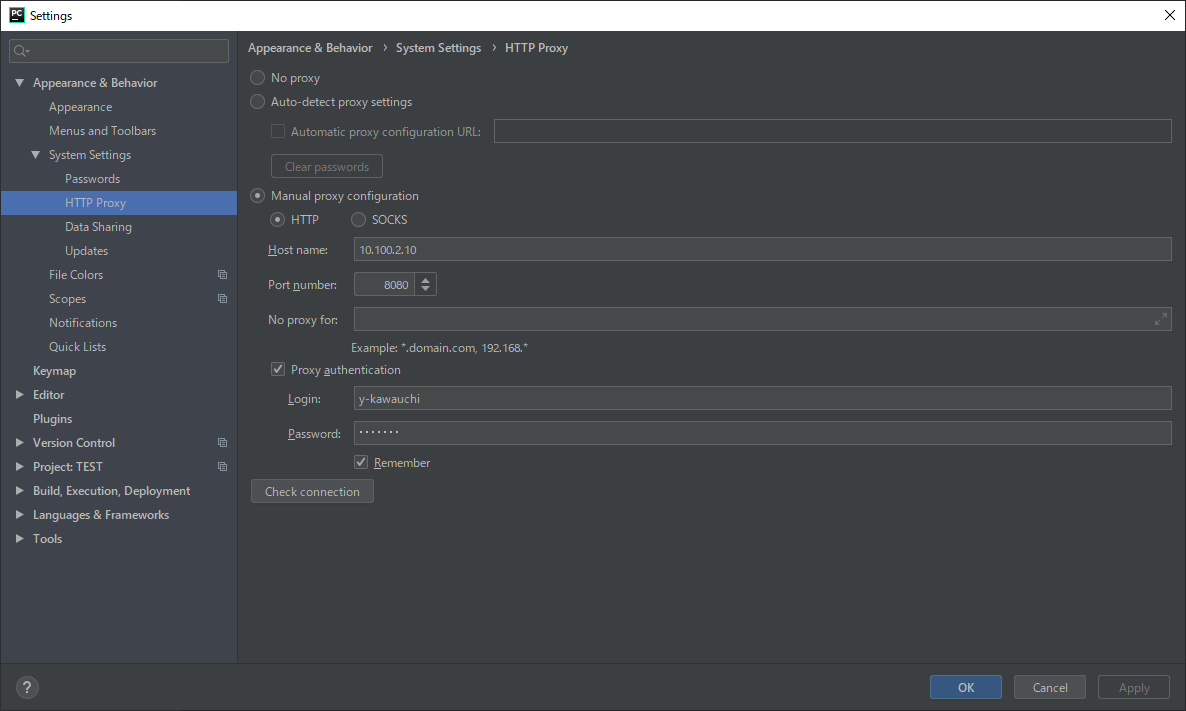 PC Settings
Appearance & Behavior
Appearance
Menus and Toolbars
System Settings
Passwords
HTTP Proxy
Data Sharing
Updates
File Colors
Scopes
Notifications
Quick Lists
Keymap
Editor
Plugins
Version Control
Project: TEST
Build, Execution, Deployment
Languages & Frameworks
Tools
Appearance & Behavior › System Settings › HTTP Proxy
No proxy
Auto-detect proxy settings
Automatic proxy configuration URL:
Clear passwords
Manual proxy configuration
HTTP SOCKS
Host name: 10.100.2.10
Port number: 8080
No proxy for:
Example: *.domain.com, 192.168.*
Proxy authentication
Login: y-kawauchi
Password: •••••••
Remember
Check connection
? OK Cancel Apply